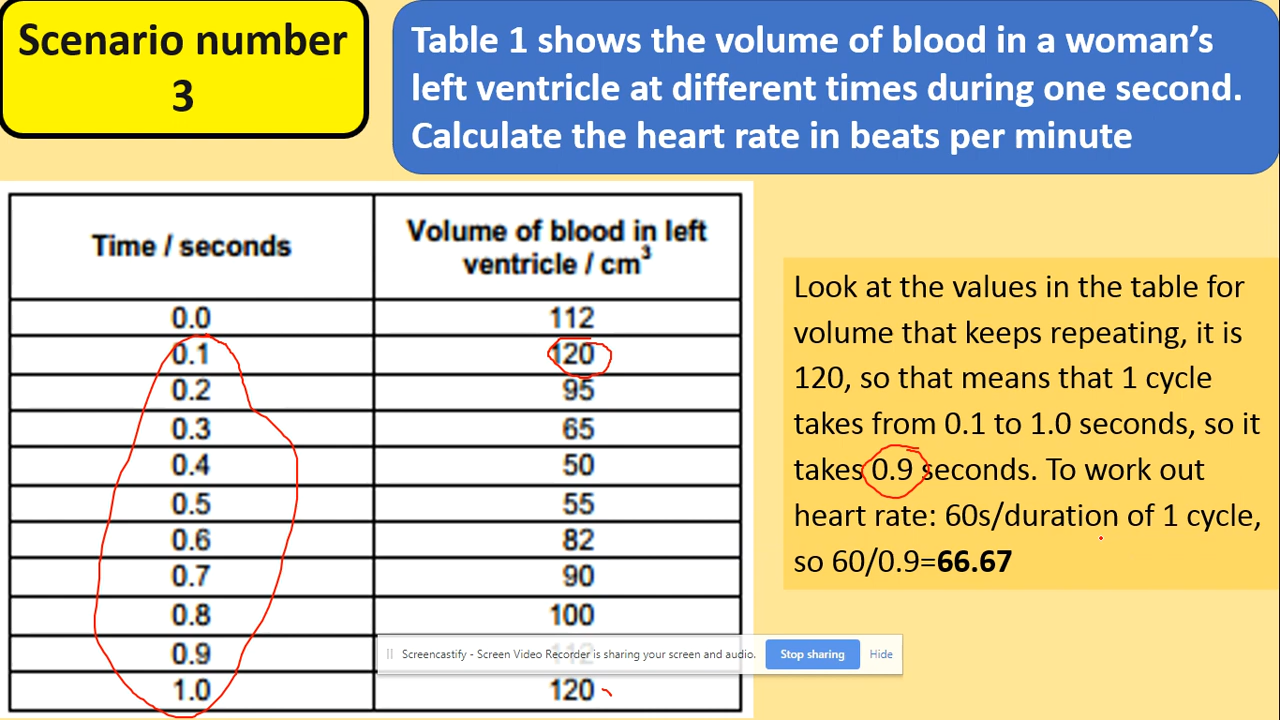 Scenario number
3
Table 1 shows the volume of blood in a woman's
left ventricle at different times during one second.
Calculate the heart rate in beats per minute
Time / seconds Volume of blood in left
ventricle / cm³
0.0 112
0.1 120
0.2 95
0.3 65
0.4 50
0.5 55
0.6 82
0.7 90
0.8 100
0.9 112
1.0 120
Look at the values in the table for
volume that keeps repeating, it is
120, so that means that 1 cycle
takes from 0.1 to 1.0 seconds, so it
takes 0.9 seconds. To work out
heart rate: 60s/duration of 1 cycle,
so 60/0.9=66.67
Screencastify - Screen Video Recorder is sharing your screen and audio. Stop sharing Hide